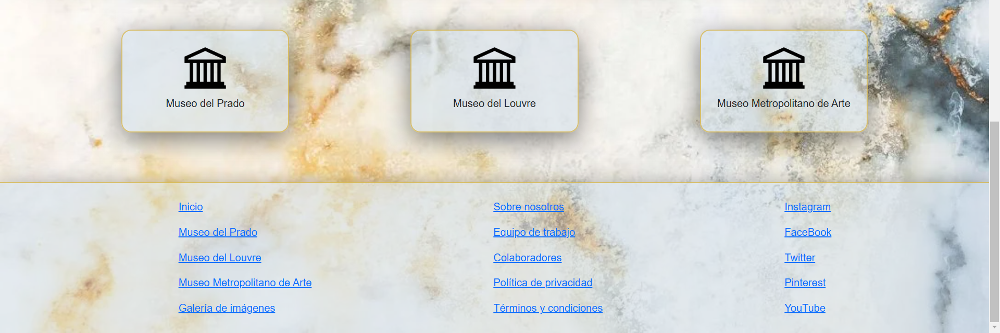 Museo del Prado
Museo del Louvre
Museo Metropolitano de Arte
Inicio
Museo del Prado
Museo del Louvre
Museo Metropolitano de Arte
Galería de imágenes
Sobre nosotros
Equipo de trabajo
Colaboradores
Política de privacidad
Términos y condiciones
Instagram
FaceBook
Twitter
Pinterest
YouTube